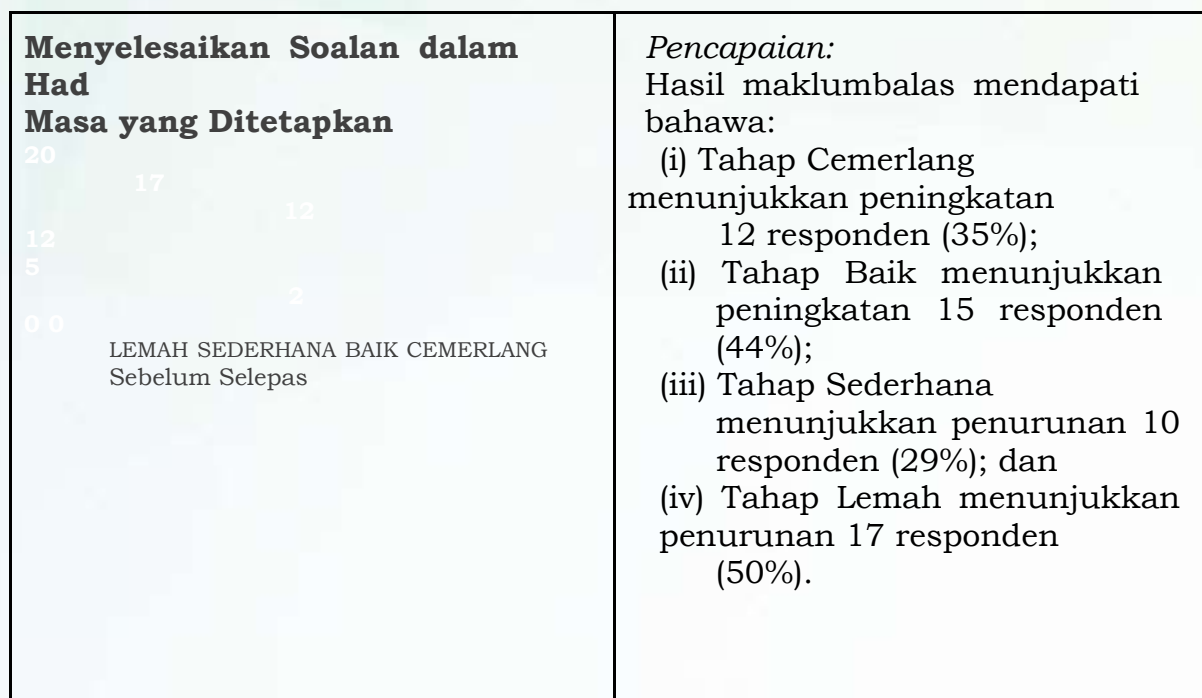 Menyelesaikan Soalan dalam
Had
Masa yang Ditetapkan
20
17
12
12
5
2
0 0
LEMAH SEDERHANA BAIK CEMERLANG
Sebelum Selepas
Pencapaian:
Hasil maklumbalas mendapati
bahawa:
(i) Tahap Cemerlang
menunjukkan peningkatan
12 responden (35%);
(ii) Tahap Baik menunjukkan
peningkatan 15 responden
(44%);
(iii) Tahap Sederhana
menunjukkan penurunan 10
responden (29%); dan
(iv) Tahap Lemah menunjukkan
penurunan 17 responden
(50%).